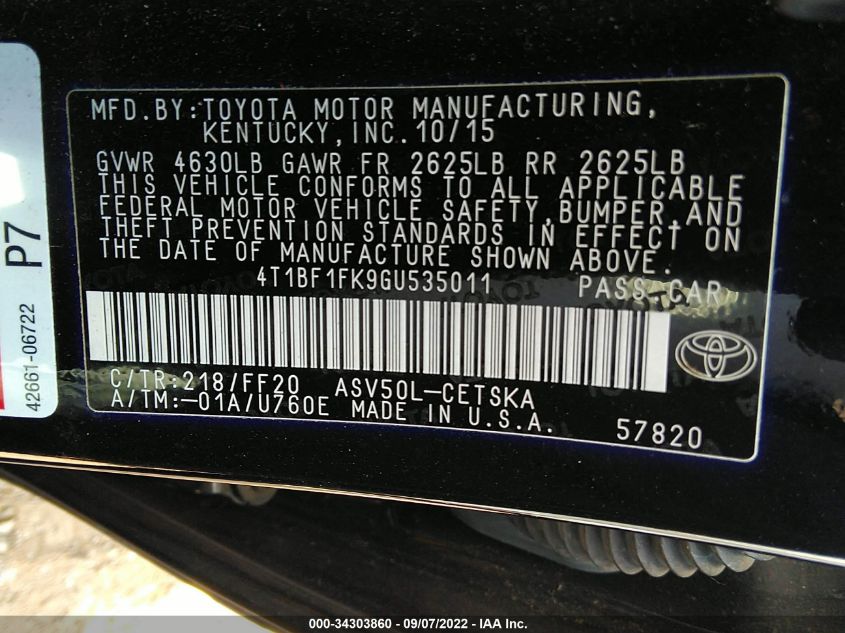 MFD.BY:TOYOTA MOTOR MANUFACTURING,
KENTUCKY,INC.10/15
GVWR 4630LB GAWR FR 2625LB RR 2625LB
THIS VEHICLE CONFORMS TO ALL APPLICABLE
FEDERAL MOTOR VEHICLE SAFETY,BUMPER,AND
THEFT PREVENTION STANDARDS IN EFFECT ON
THE DATE OF MANUFACTURE SHOWN ABOVE.
4T1BF1FK9GU535011 PASS.CAR
C/TR:218/FF20 ASV50L-CETSKA
A/TM:-01A/U760E MADE IN U.S.A. 57820
P7
42661-06722
000-34303860 - 09/07/2022 - IAA Inc.